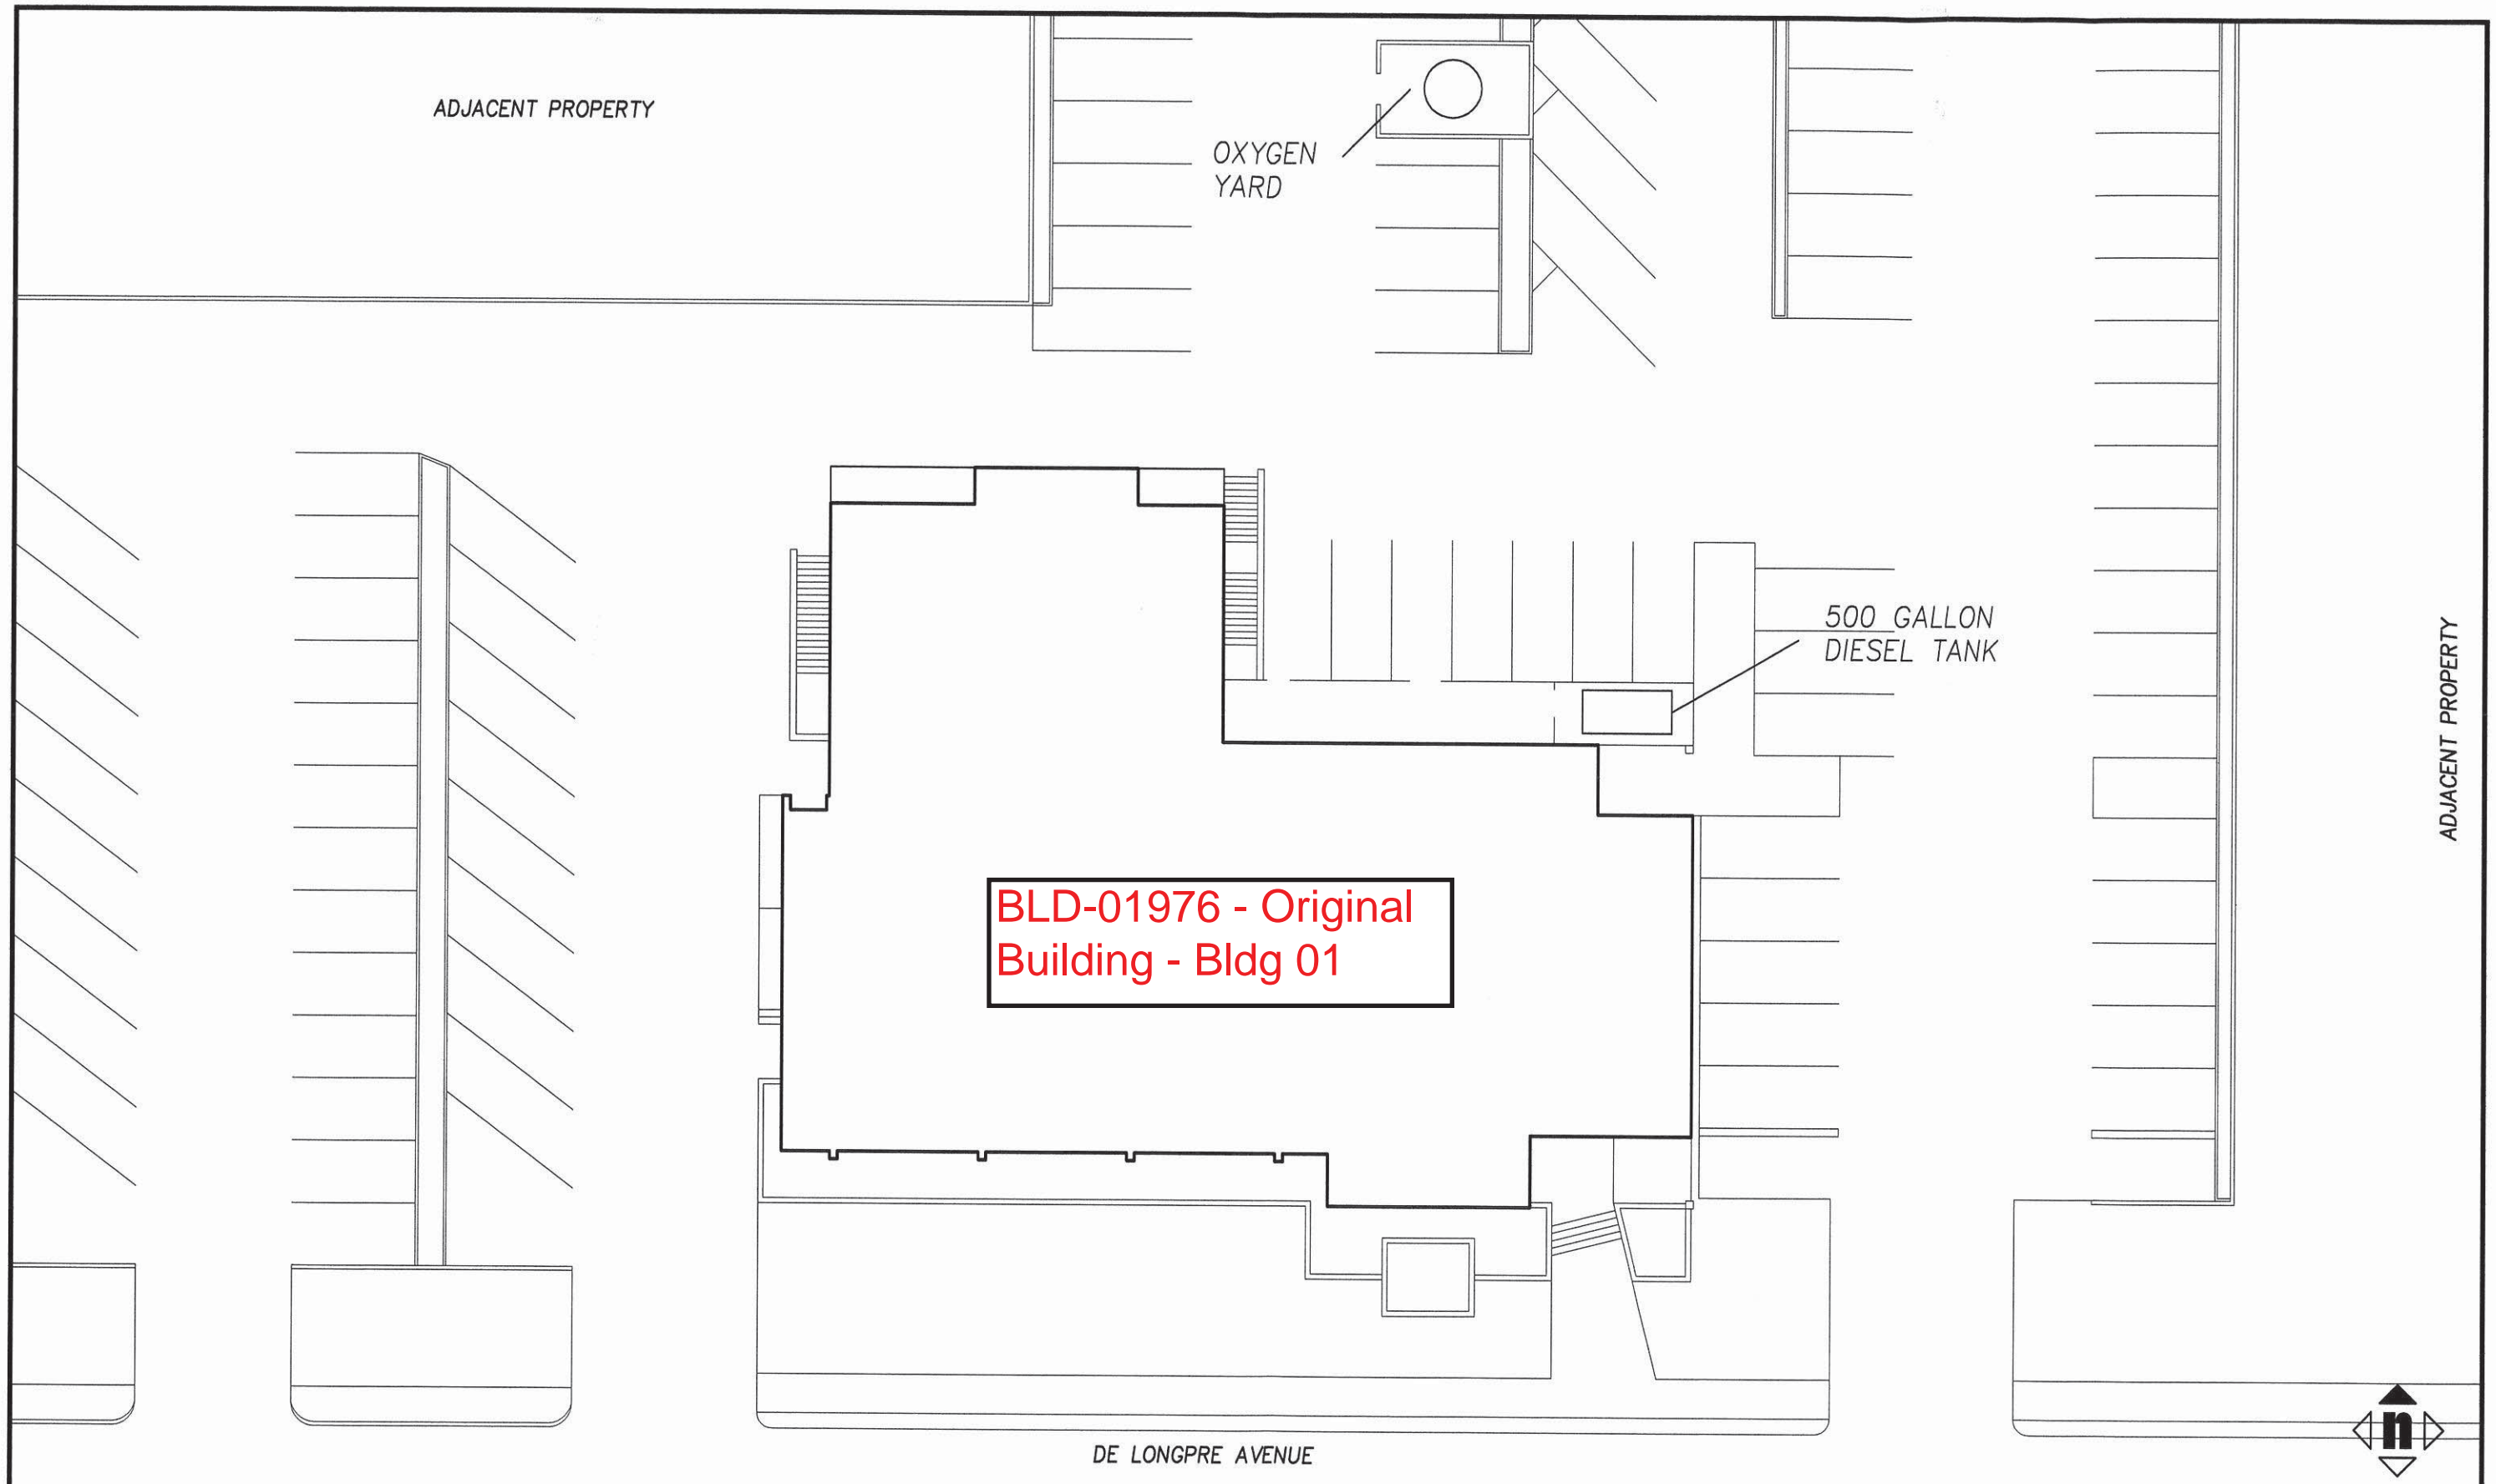 ADJACENT PROPERTY
OXYGEN
YARD
500 GALLON
DIESEL TANK
ADJACENT PROPERTY
BLD-01976 - Original
Building - Bldg 01
DE LONGPRE AVENUE
n